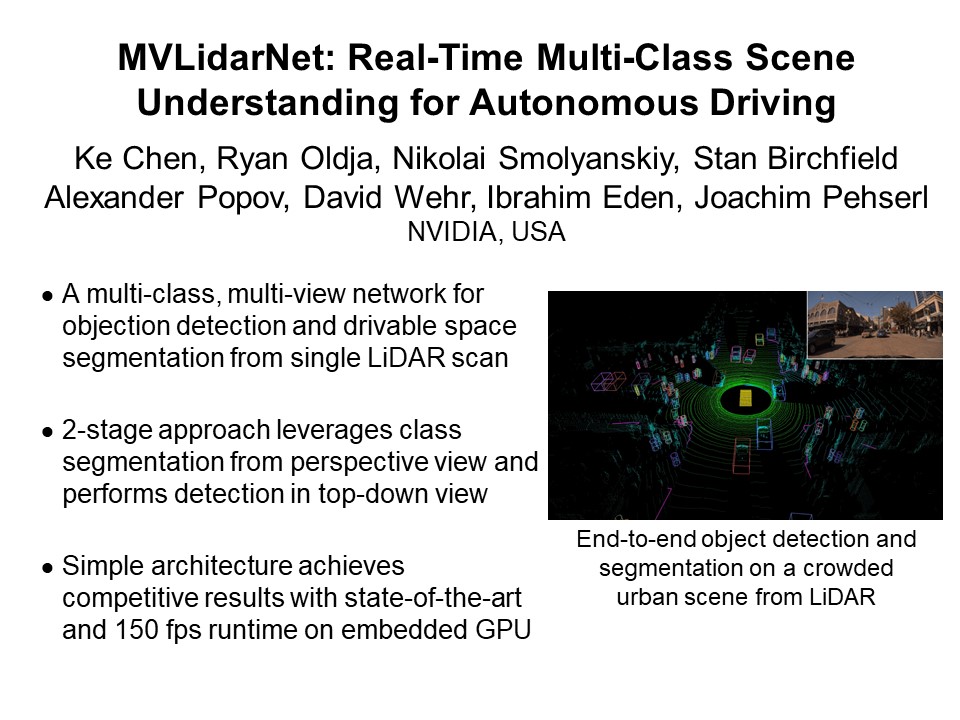 MVLidarNet: Real-Time Multi-Class Scene
Understanding for Autonomous Driving
Ke Chen, Ryan Oldja, Nikolai Smolyanskiy, Stan Birchfield
Alexander Popov, David Wehr, Ibrahim Eden, Joachim Pehserl
NVIDIA, USA
• A multi-class, multi-view network for
objection detection and drivable space
segmentation from single LiDAR scan
• 2-stage approach leverages class
segmentation from perspective view and
performs detection in top-down view
• Simple architecture achieves
competitive results with state-of-the-art
and 150 fps runtime on embedded GPU
End-to-end object detection and
segmentation on a crowded
urban scene from LiDAR